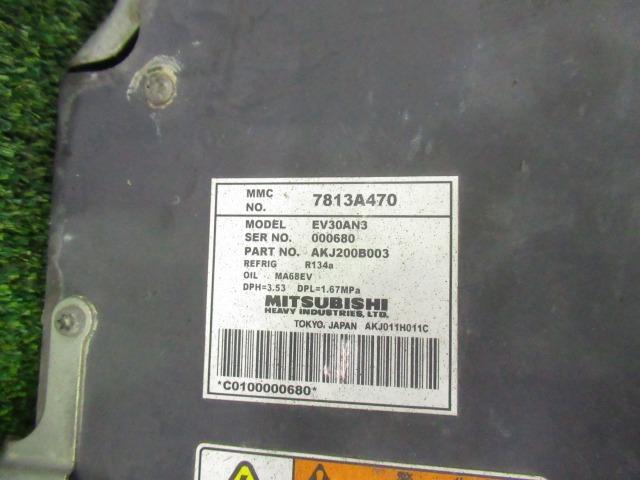 MMC NO. 7813A470
MODEL EV30AN3
SER NO. 000680
PART NO. AKJ200B003
REFRIG R134a
OIL MA68EV
DPH=3.53 DPL=1.67MPa
MITSUBISHI
HEAVY INDUSTRIES, LTD.
TOKYO, JAPAN AKJ011H011C
*C0100000680*